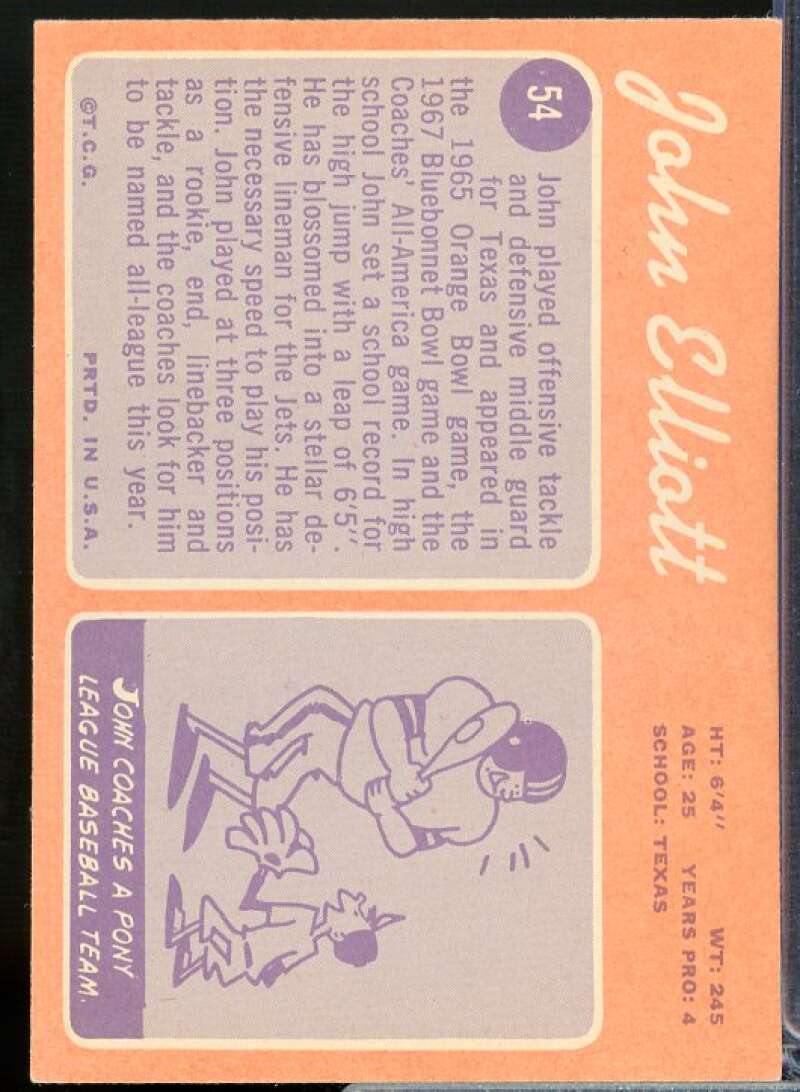 John Elliott
HT: 6'4" WT: 245
AGE: 25 YEARS PRO: 4
SCHOOL: TEXAS
54
John played offensive tackle
and defensive middle guard
for Texas and appeared in
the 1965 Orange Bowl game, the
1967 Bluebonnet Bowl game and the
Coaches' All-America game. In high
school John set a school record for
the high jump with a leap of 6'5".
He has blossomed into a stellar de-
fensive lineman for the Jets. He has
the necessary speed to play his posi-
tion. John played at three positions
as a rookie, end, linebacker and
tackle, and the coaches look for him
to be named all-league this year.
©T.C.G. PRTD. IN U.S.A.
JOHN COACHES A PONY
LEAGUE BASEBALL TEAM.